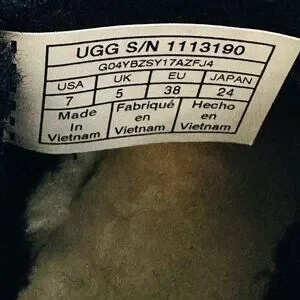 UGG S/N 1113190
G04YBZSY17AZFJ4
USA UK EU JAPAN
7 5 38 24
Made Fabriqué Hecho
In en en
Vietnam Vietnam Vietnam